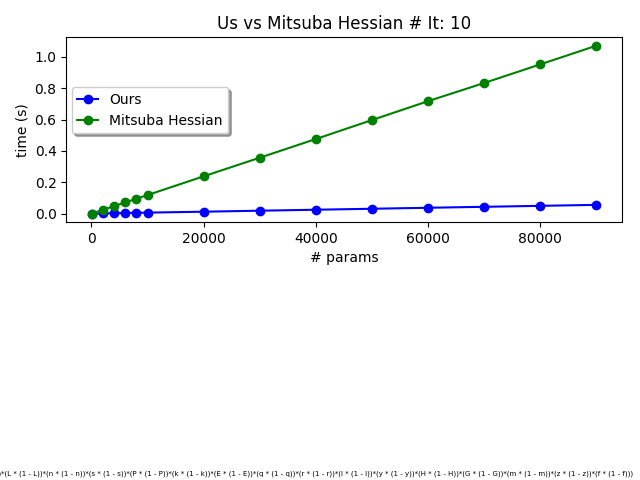 Us vs Mitsuba Hessian # It: 10
1.0
0.8
0.6
0.4
0.2
0.0
time (s)
Ours
Mitsuba Hessian
0 20000 40000 60000 80000
# params
)*(L * (1 - L))*(n * (1 - n))*(s * (1 - s))*(P * (1 - P))*(k * (1 - k))*(E * (1 - E))*(q * (1 - q))*(r * (1 - r))*(l * (1 - l))*(y * (1 - y))*(H * (1 - H))*(G * (1 - G))*(m * (1 - m))*(z * (1 - z))*(f * (1 - f)))